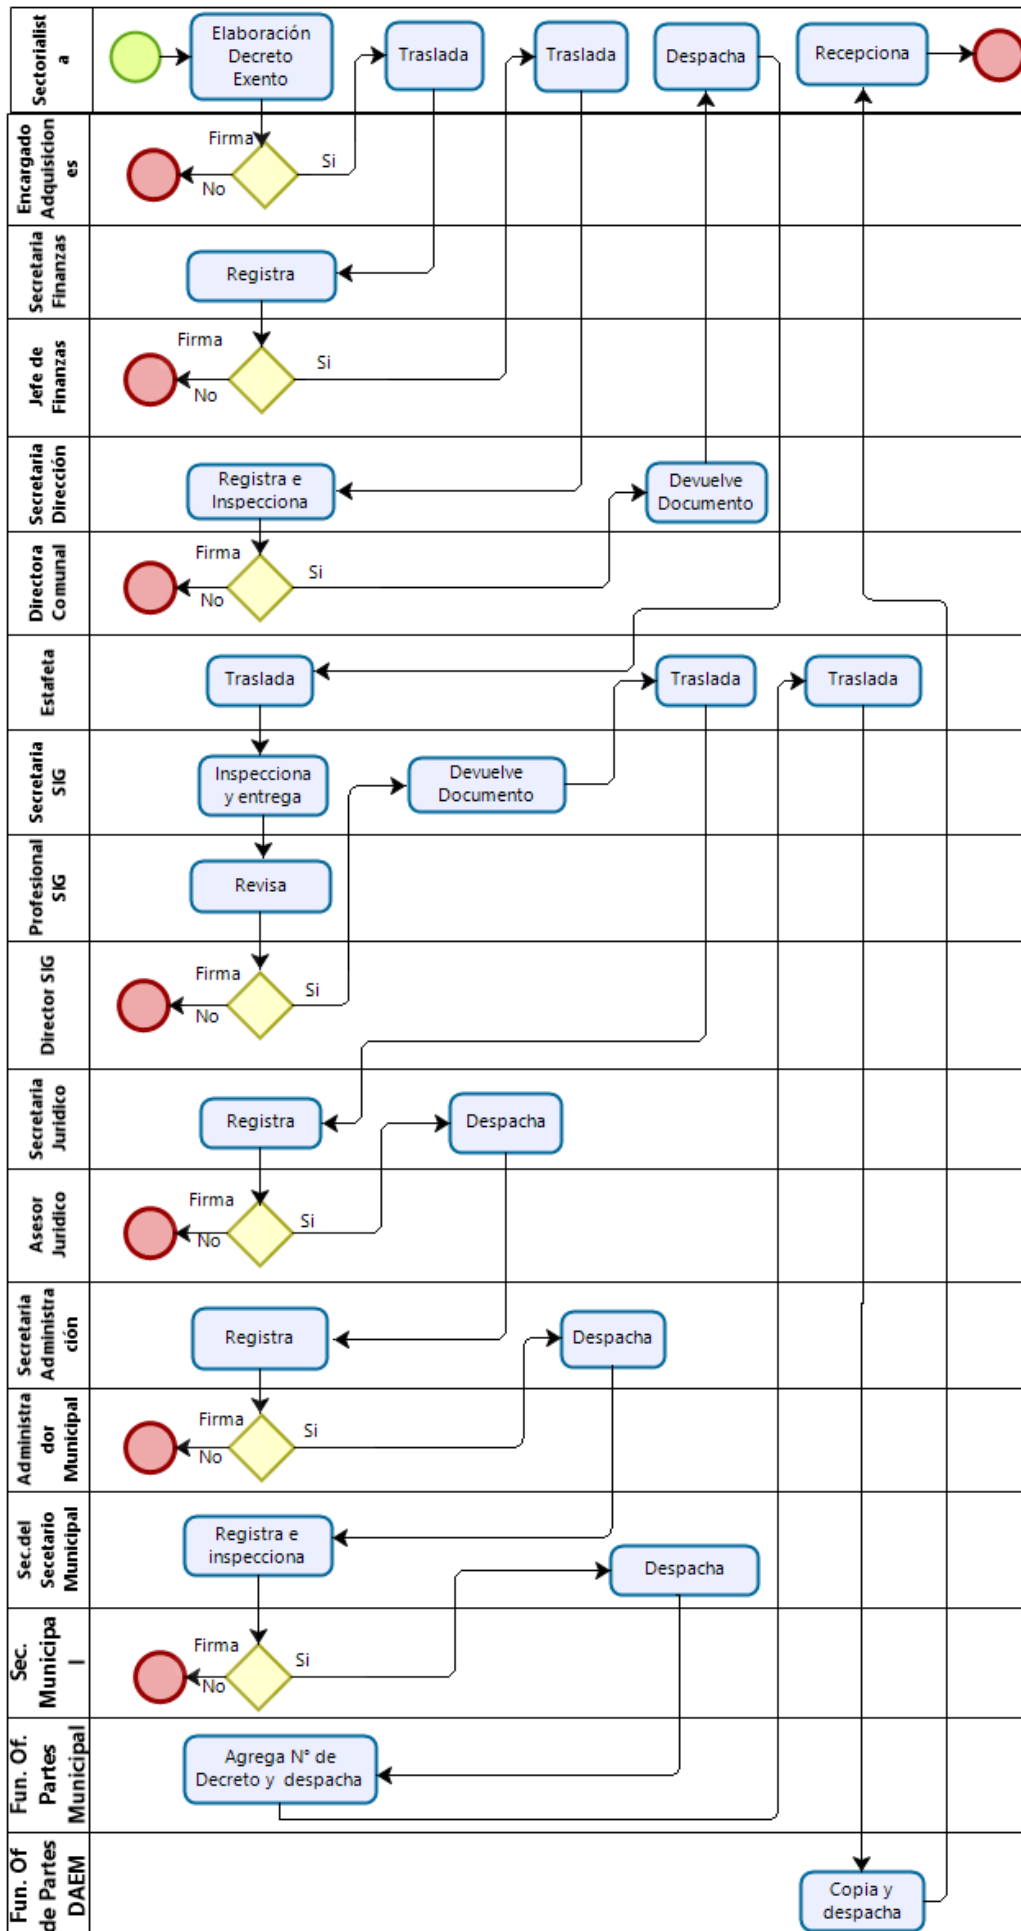 Sectorialist
a
Elaboración
Decreto
Exento
Traslada
Traslada
Despacha
Recepciona
Encargado
Adquisicion
es
Firma
Si
No
Secretaria
Finanzas
Registra
Jefe de
Finanzas
Firma
Si
No
Secretaria
Dirección
Registra e
Inspecciona
Devuelve
Documento
Directora
Comunal
Firma
Si
No
Estafeta
Traslada
Traslada
Traslada
Secretaria
SIG
Inspecciona
y entrega
Devuelve
Documento
Profesional
SIG
Revisa
Director SIG
Firma
Si
No
Secretaria
Juridico
Registra
Despacha
Asesor
Juridico
Firma
Si
No
Secretaria
Administra
ción
Registra
Despacha
Administra
dor
Municipal
Firma
Si
No
Sec.del
Secetario
Municipal
Registra e
inspecciona
Despacha
Sec.
Municipa
l
Firma
Si
No
Fun. Of.
Partes
Municipal
Agrega N° de
Decreto y despacha
Fun. Of
de Partes
DAEM
Copia y
despacha